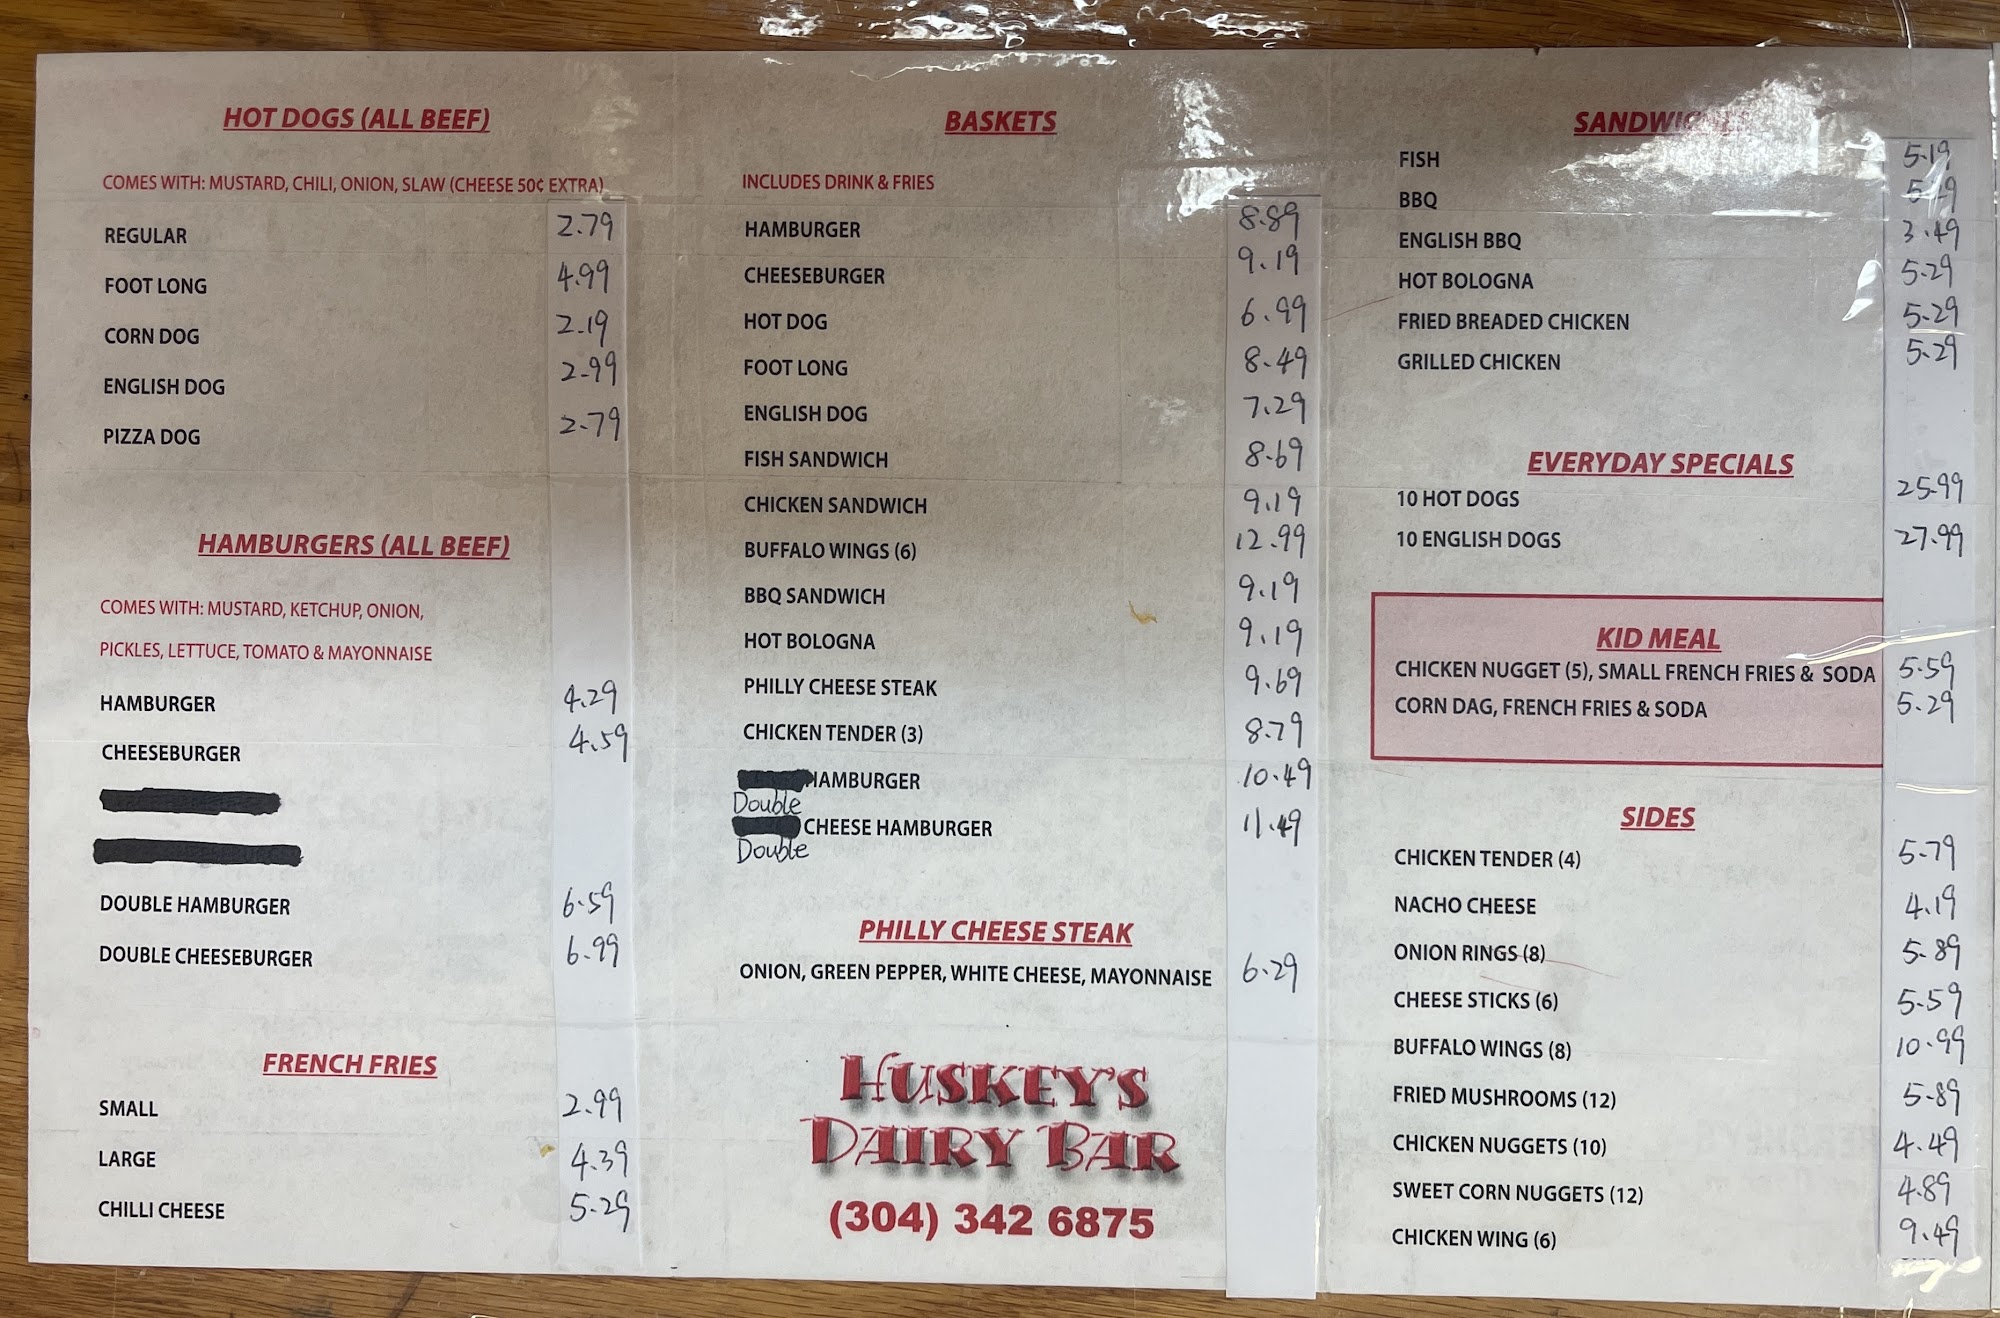 HOT DOGS (ALL BEEF)
COMES WITH: MUSTARD, CHILI, ONION, SLAW (CHEESE 50¢ EXTRA)
REGULAR 2.79
FOOT LONG 4.99
CORN DOG 2.19
ENGLISH DOG 2.99
PIZZA DOG 2.79
HAMBURGERS (ALL BEEF)
COMES WITH: MUSTARD, KETCHUP, ONION,
PICKLES, LETTUCE, TOMATO & MAYONNAISE
HAMBURGER 4.29
CHEESEBURGER 4.59
DOUBLE HAMBURGER 6.59
DOUBLE CHEESEBURGER 6.99
FRENCH FRIES
SMALL 2.99
LARGE 4.39
CHILLI CHEESE 5.29
BASKETS
INCLUDES DRINK & FRIES
HAMBURGER 8.89
CHEESEBURGER 9.19
HOT DOG 6.99
FOOT LONG 8.49
ENGLISH DOG 7.29
FISH SANDWICH 8.69
CHICKEN SANDWICH 9.19
BUFFALO WINGS (6) 12.99
BBQ SANDWICH 9.19
HOT BOLOGNA 9.19
PHILLY CHEESE STEAK 9.69
CHICKEN TENDER (3) 8.79
HAMBURGER 10.49
Double
CHEESE HAMBURGER 11.49
Double
PHILLY CHEESE STEAK
ONION, GREEN PEPPER, WHITE CHEESE, MAYONNAISE 6.29
HUSKEY'S
DAIRY BAR
(304) 342 6875
FISH 5.19
BBQ
ENGLISH BBQ 3.49
HOT BOLOGNA 5.29
FRIED BREADED CHICKEN 5.29
GRILLED CHICKEN 5.29
EVERYDAY SPECIALS
10 HOT DOGS 25.99
10 ENGLISH DOGS 27.99
KID MEAL
CHICKEN NUGGET (5), SMALL FRENCH FRIES & SODA 5.59
CORN DAG, FRENCH FRIES & SODA 5.29
SIDES
CHICKEN TENDER (4) 5.79
NACHO CHEESE 4.19
ONION RINGS (8) 5.89
CHEESE STICKS (6) 5.59
BUFFALO WINGS (8) 10.99
FRIED MUSHROOMS (12) 5.89
CHICKEN NUGGETS (10) 4.49
SWEET CORN NUGGETS (12) 4.89
CHICKEN WING (6) 9.49